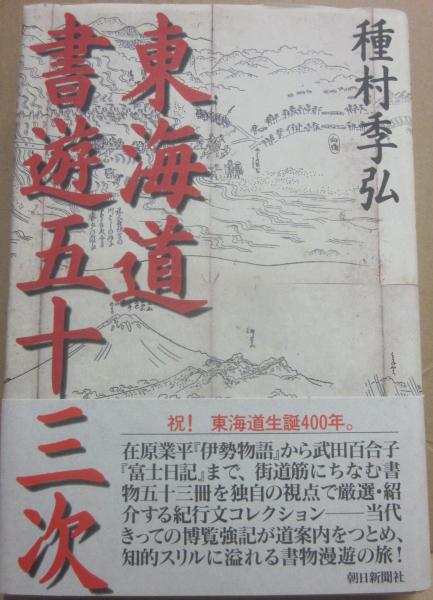 種村季弘
東海道
書遊五十三次
祝！ 東海道生誕400年。
在原業平『伊勢物語』から武田百合子
『富士日記』まで、街道筋にちなむ書
物五十三冊を独自の視点で厳選・紹
介する紀行文コレクション――当代
きっての博覧強記が道案内をつとめ、
知的スリルに溢れる書物漫遊の旅！
朝日新聞社